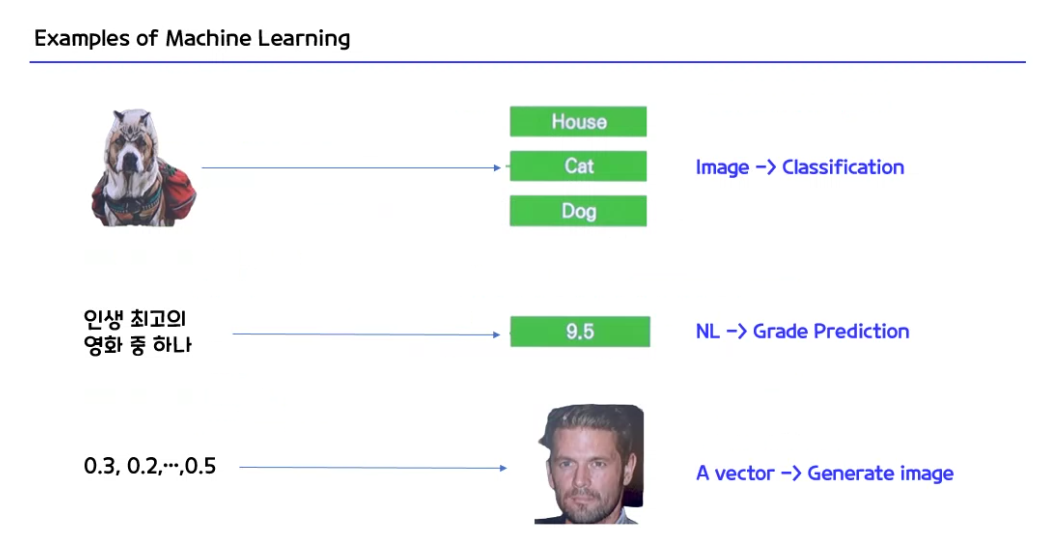 Examples of Machine Learning
House
Cat
Dog
Image -> Classification
인생 최고의
영화 중 하나
9.5
NL -> Grade Prediction
0.3, 0.2,···,0.5
A vector -> Generate image